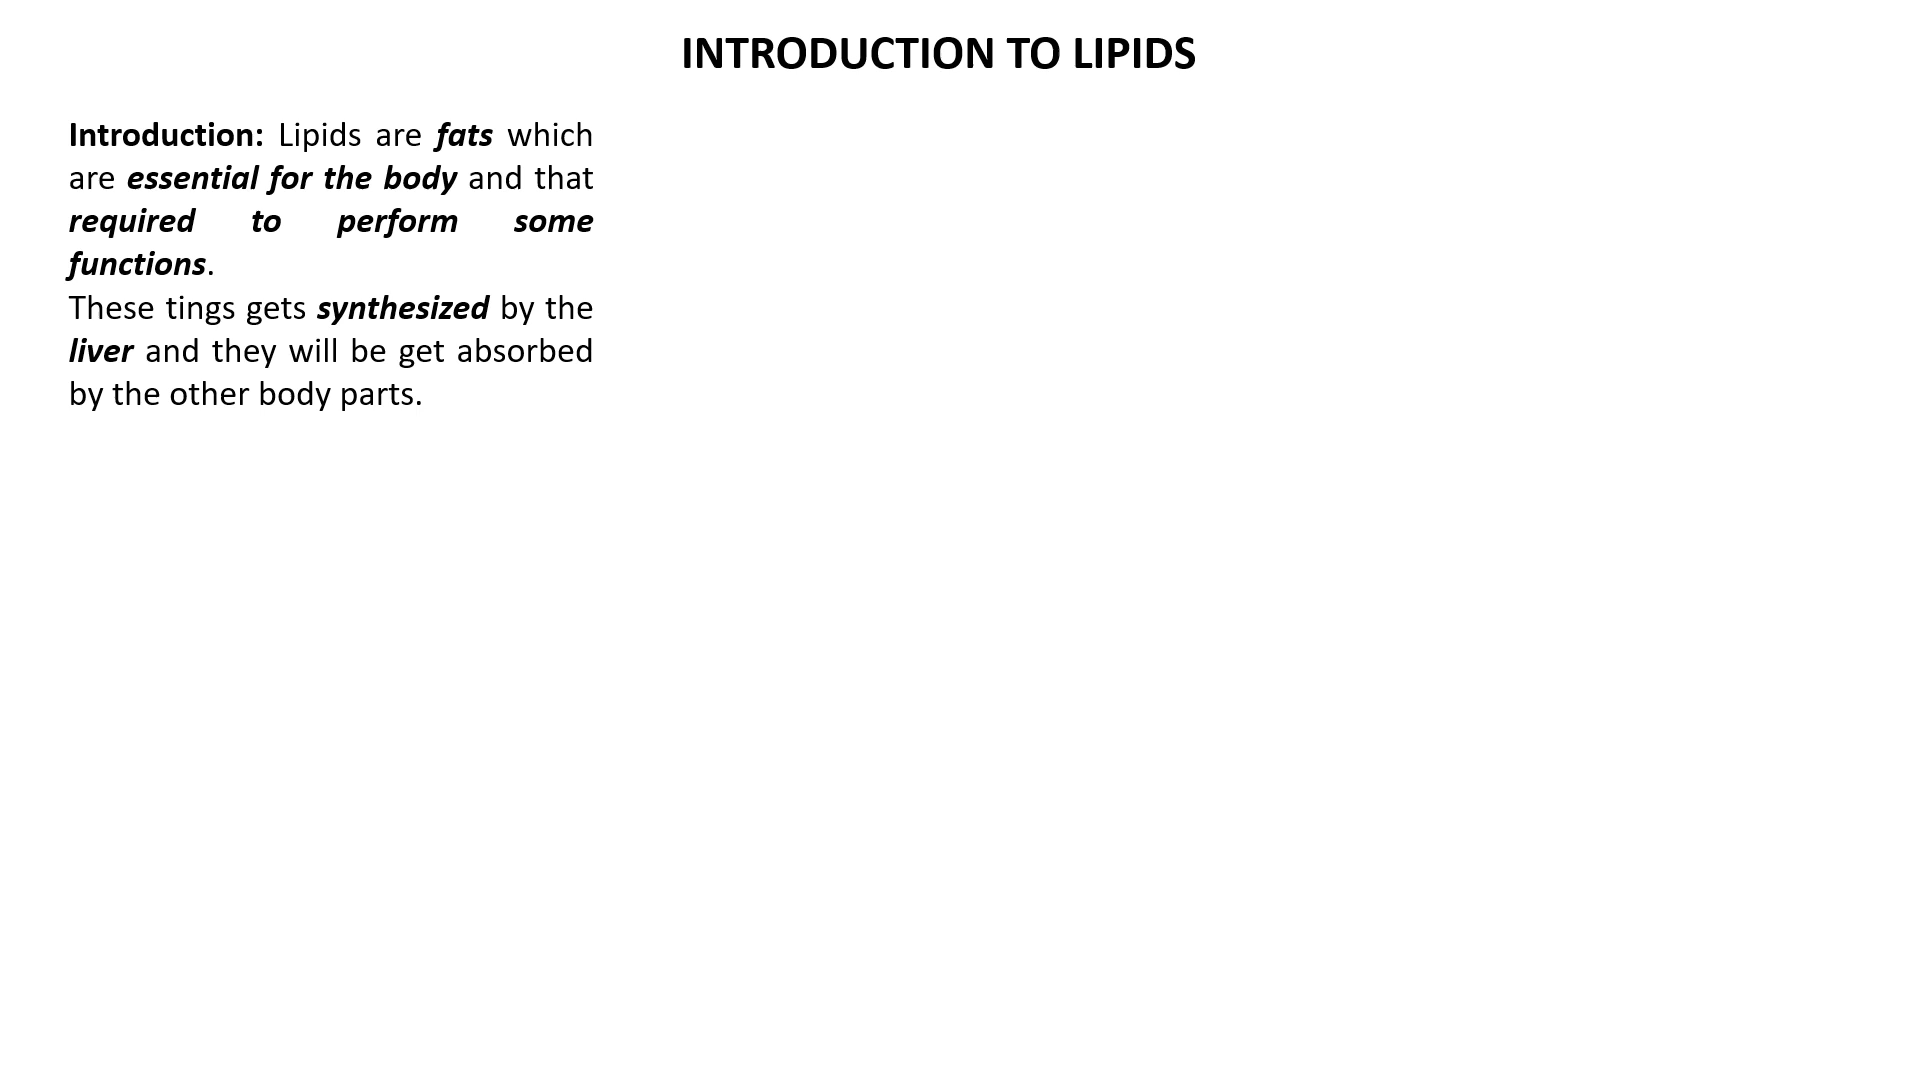 INTRODUCTION TO LIPIDS
Introduction: Lipids are fats which
are essential for the body and that
required to perform some
functions.
These tings gets synthesized by the
liver and they will be get absorbed
by the other body parts.